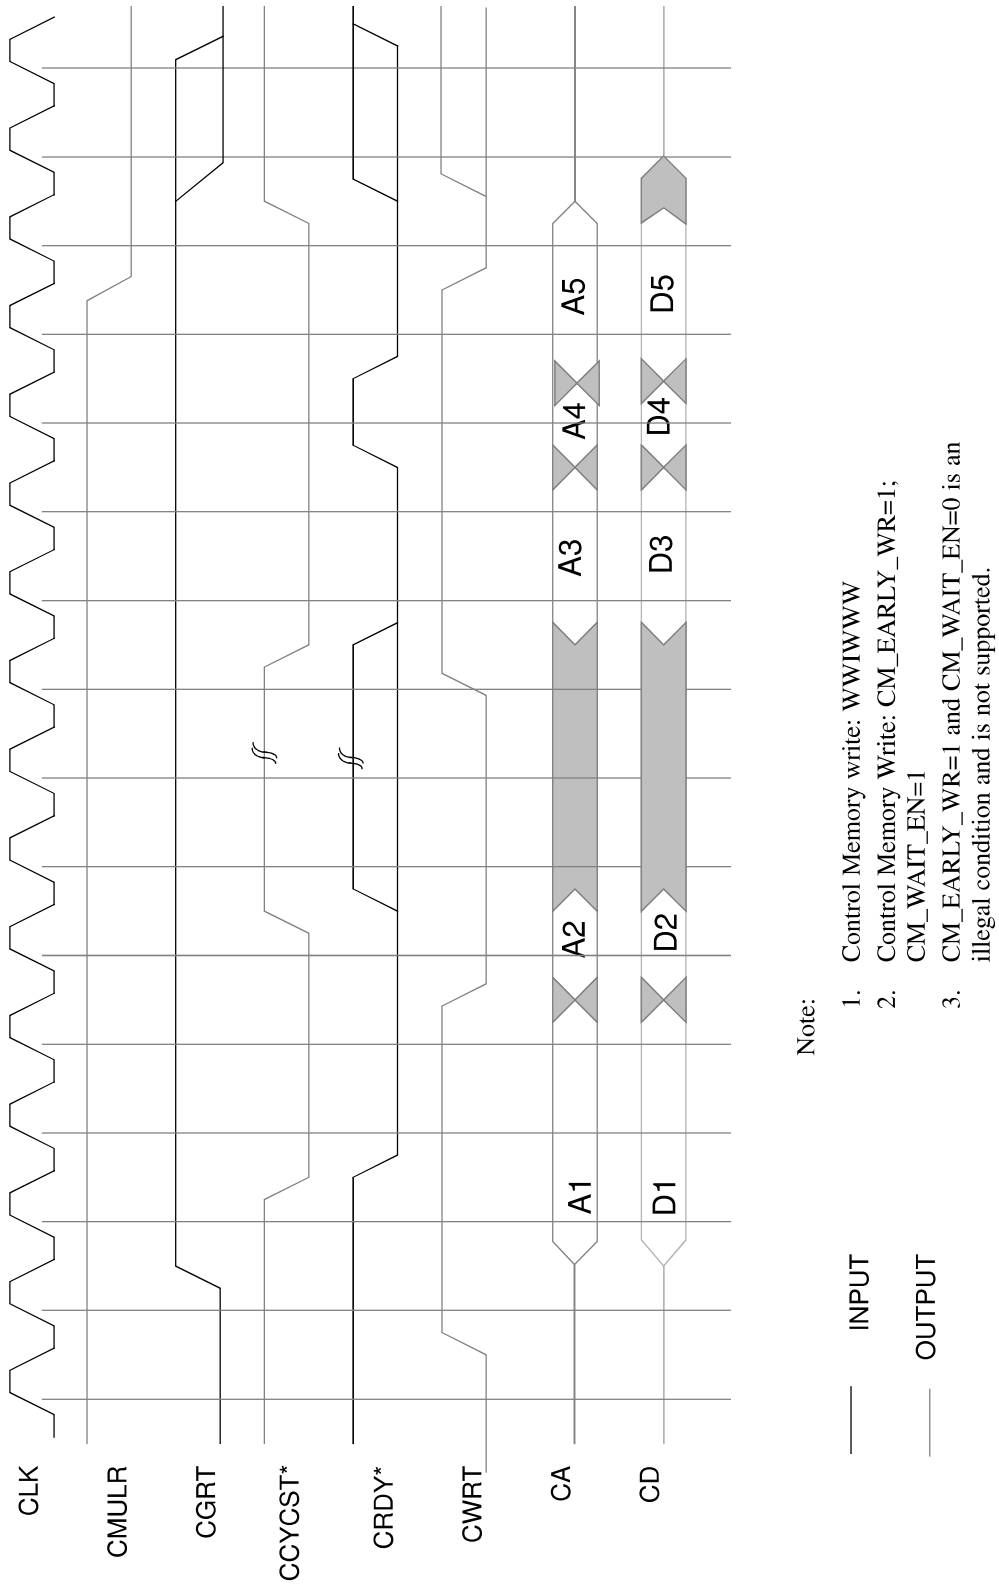 CLK
CMULR
CGRT
CCYCST*
CRDY*
CWRT
CA
A1
A2
A3
A4
A5
CD
D1
D2
D3
D4
D5
Note:
1. Control Memory write: WWIWWW
2. Control Memory Write: CM_EARLY_WR=1;
CM_WAIT_EN=1
3. CM_EARLY_WR=1 and CM_WAIT_EN=0 is an
illegal condition and is not supported.
INPUT
OUTPUT